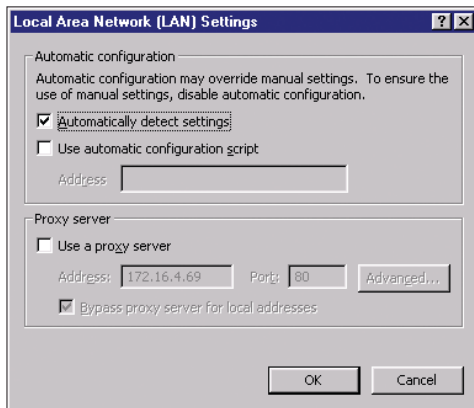 Local Area Network (LAN) Settings
Automatic configuration
Automatic configuration may override manual settings. To ensure the
use of manual settings, disable automatic configuration.
Automatically detect settings
Use automatic configuration script
Address
Proxy server
Use a proxy server
Address: 172.16.4.69 Port: 80 Advanced...
Bypass proxy server for local addresses
OK Cancel